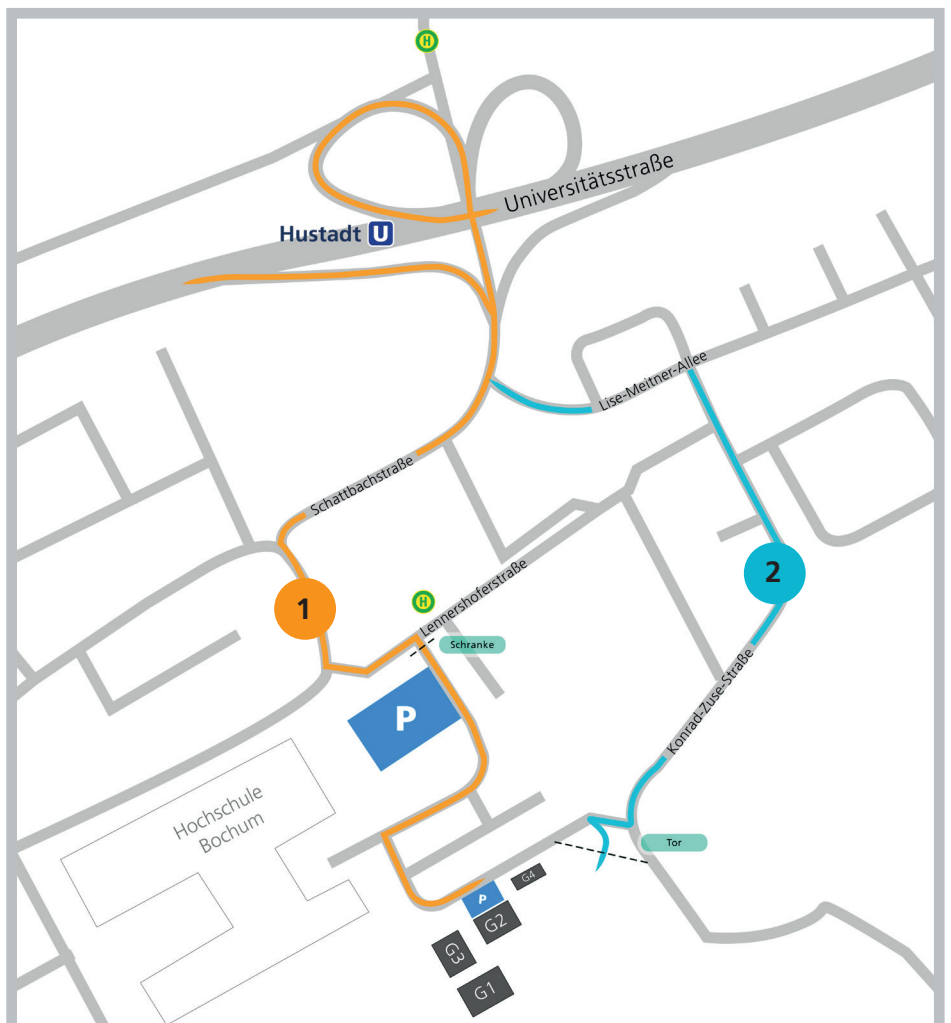 H
Universitätsstraße
Hustadt U
Lise-Meitner-Allee
Schattbachstraße
2
Lennershoferstraße
1
H
Schranke
Konrad-Zuse-Straße
P
Hochschule
Bochum
Tor
G4
P
G2
G3
G1